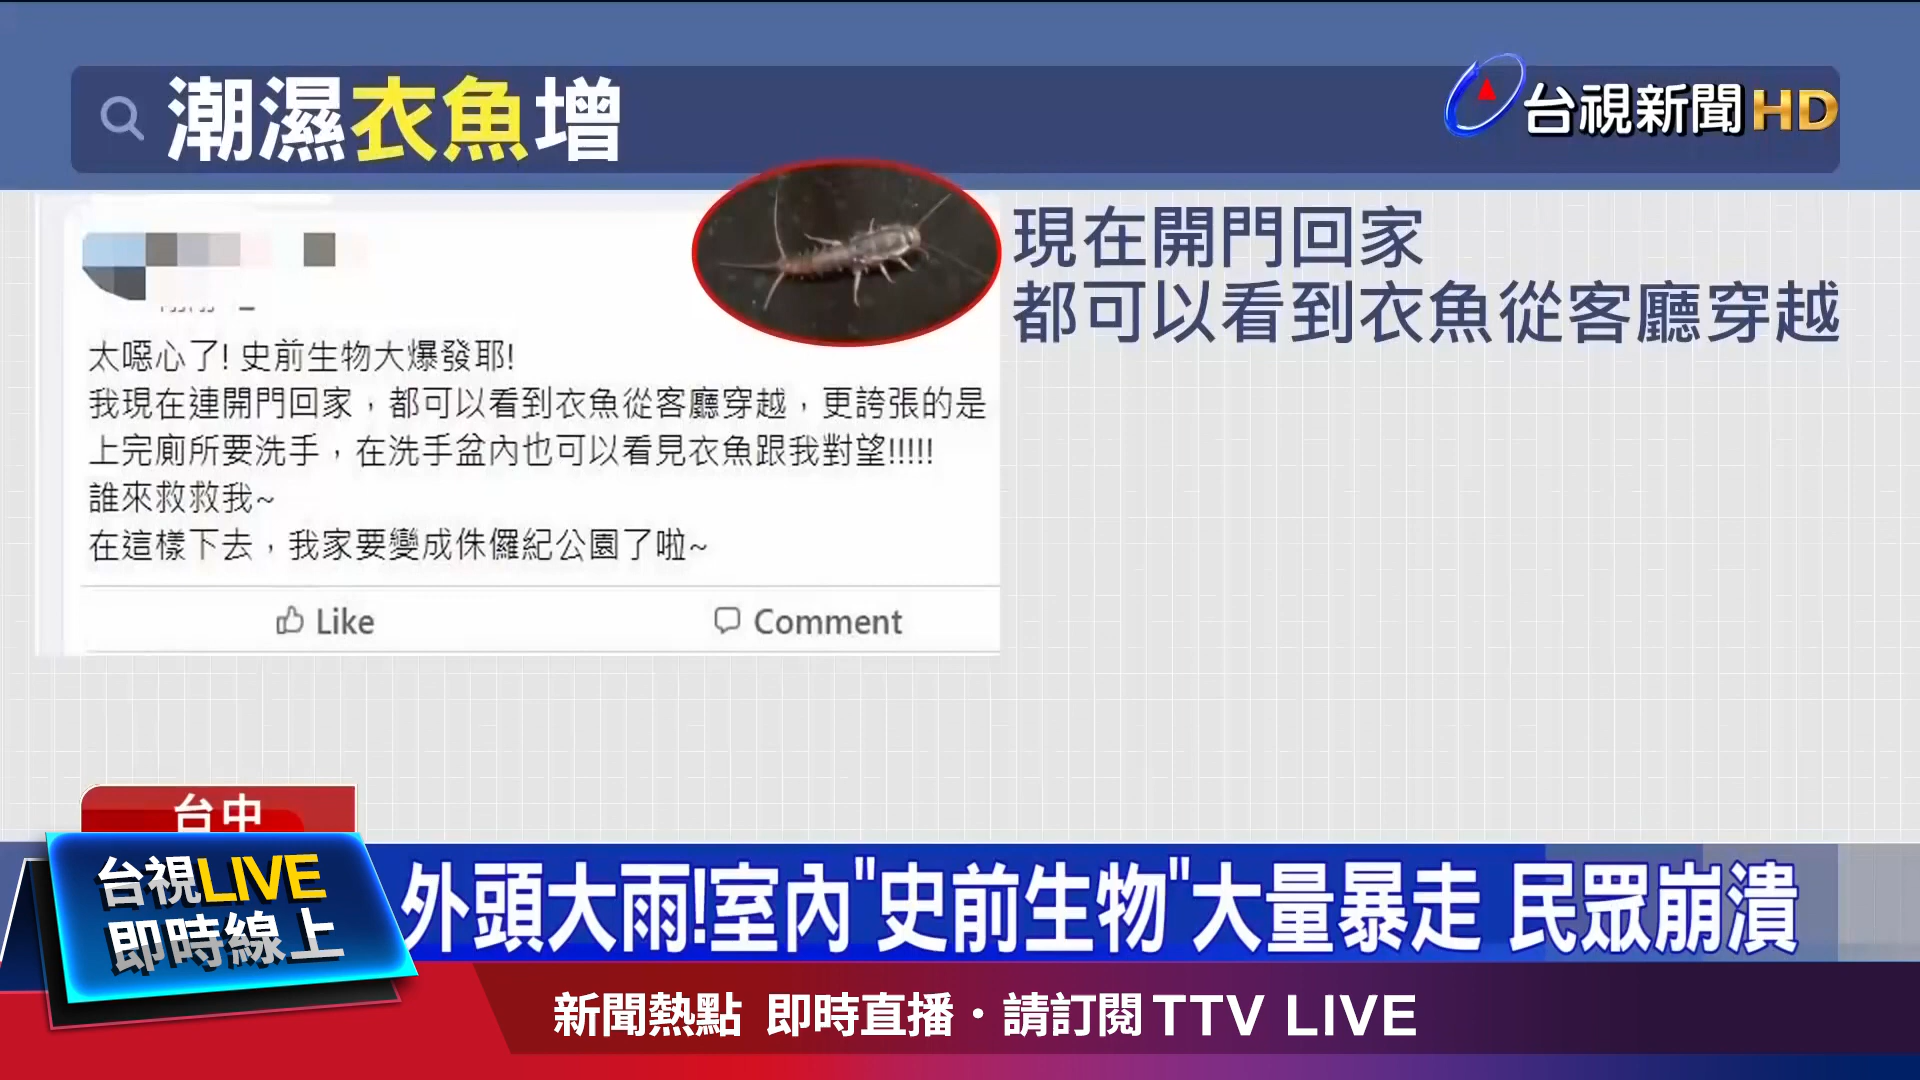 潮濕衣魚增
台視新聞HD
現在開門回家
都可以看到衣魚從客廳穿越
太噁心了! 史前生物大爆發耶!
我現在連開門回家，都可以看到衣魚從客廳穿越，更誇張的是
上完廁所要洗手，在洗手盆內也可以看見衣魚跟我對望!!!!!
誰來救救我~
在這樣下去，我家要變成侏儸紀公園了啦~
Like
Comment
台中
台視LIVE
即時線上
外頭大雨!室內"史前生物"大量暴走 民眾崩潰
新聞熱點 即時直播·請訂閱TTV LIVE